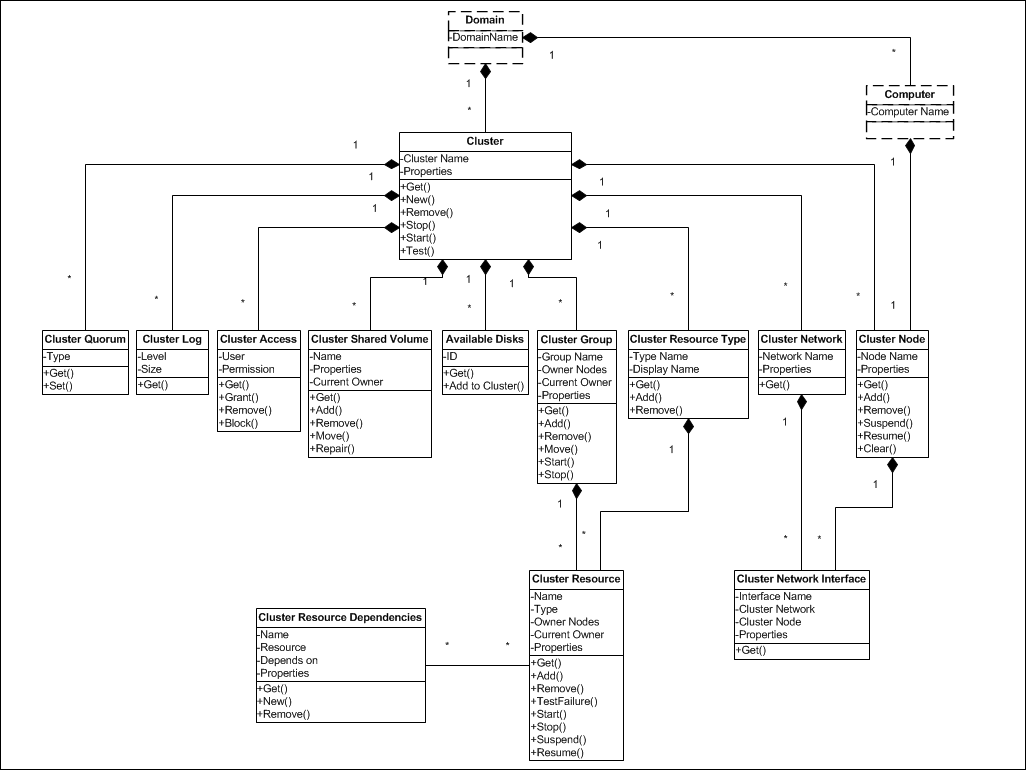 Domain
-DomainName
1
*
Computer
-Computer Name
1
*
1
1
Cluster
-Cluster Name
-Properties
+Get()
+New()
+Remove()
+Stop()
+Start()
+Test()
1
1
1
1
1
1
1
1
1
*
*
*
*
*
*
*
*
*
1
Cluster Quorum
-Type
+Get()
+Set()
Cluster Log
-Level
-Size
+Get()
Cluster Access
-User
-Permission
+Get()
+Grant()
+Remove()
+Block()
Cluster Shared Volume
-Name
-Properties
-Current Owner
+Get()
+Add()
+Remove()
+Move()
+Repair()
Available Disks
-ID
+Get()
+Add to Cluster()
Cluster Group
-Group Name
-Owner Nodes
-Current Owner
-Properties
+Get()
+Add()
+Remove()
+Move()
+Start()
+Stop()
Cluster Resource Type
-Type Name
-Display Name
+Get()
+Add()
+Remove()
Cluster Network
-Network Name
-Properties
+Get()
Cluster Node
-Node Name
-Properties
+Get()
+Add()
+Remove()
+Suspend()
+Resume()
+Clear()
1
1
1
1
*
*
*
*
Cluster Resource
-Name
-Type
-Owner Nodes
-Current Owner
-Properties
+Get()
+Add()
+Remove()
+TestFailure()
+Start()
+Stop()
+Suspend()
+Resume()
Cluster Network Interface
-Interface Name
-Cluster Network
-Cluster Node
-Properties
+Get()
Cluster Resource Dependencies
-Name
-Resource
-Depends on
-Properties
+Get()
+New()
+Remove()
*
*